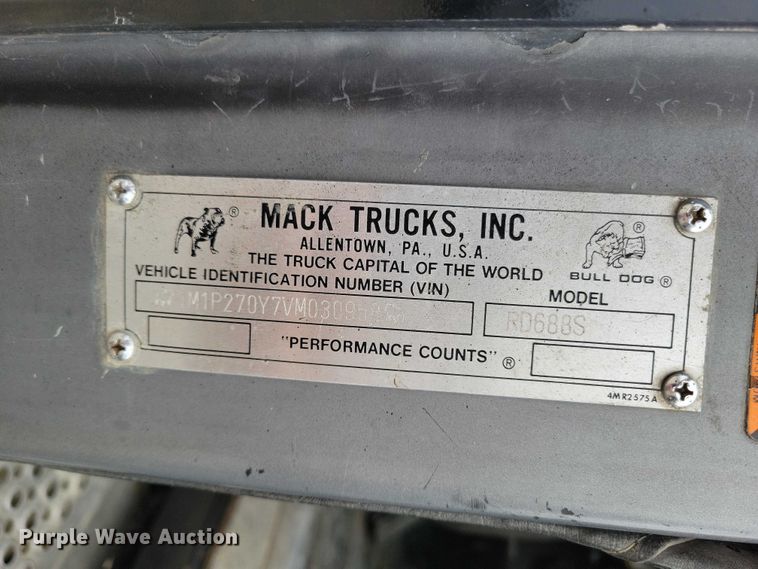 MACK TRUCKS, INC.
ALLENTOWN, PA., U.S.A.
THE TRUCK CAPITAL OF THE WORLD
BULL DOG ®
VEHICLE IDENTIFICATION NUMBER (VIN)
MODEL
RD688S
"PERFORMANCE COUNTS" ®
4MR2575A
Purple Wave Auction